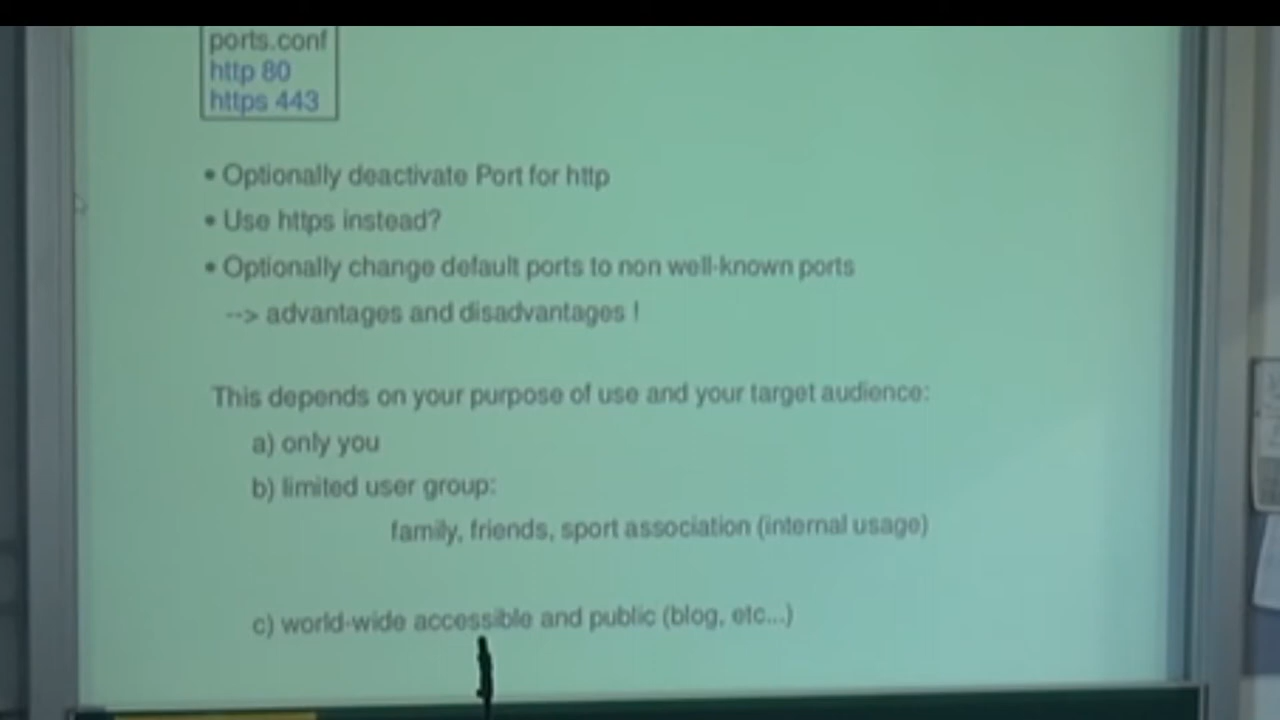 ports.conf
http 80
https 443
• Optionally deactivate Port for http
• Use https instead?
• Optionally change default ports to non well-known ports
--> advantages and disadvantages !
This depends on your purpose of use and your target audience:
a) only you
b) limited user group:
family, friends, sport association (internal usage)
c) world-wide accessible and public (blog, etc...)